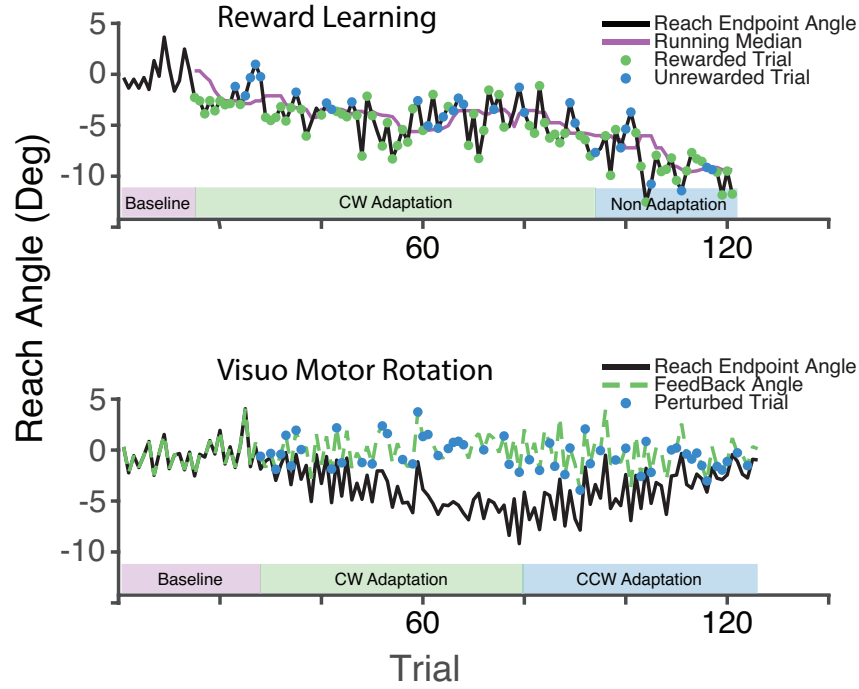 Reward Learning
Reach Endpoint Angle
Running Median
Rewarded Trial
Unrewarded Trial
5
0
-5
-10
Baseline
CW Adaptation
Non Adaptation
60
120
Reach Angle (Deg)
Visuo Motor Rotation
Reach Endpoint Angle
FeedBack Angle
Perturbed Trial
5
0
-5
-10
Baseline
CW Adaptation
CCW Adaptation
60
120
Trial